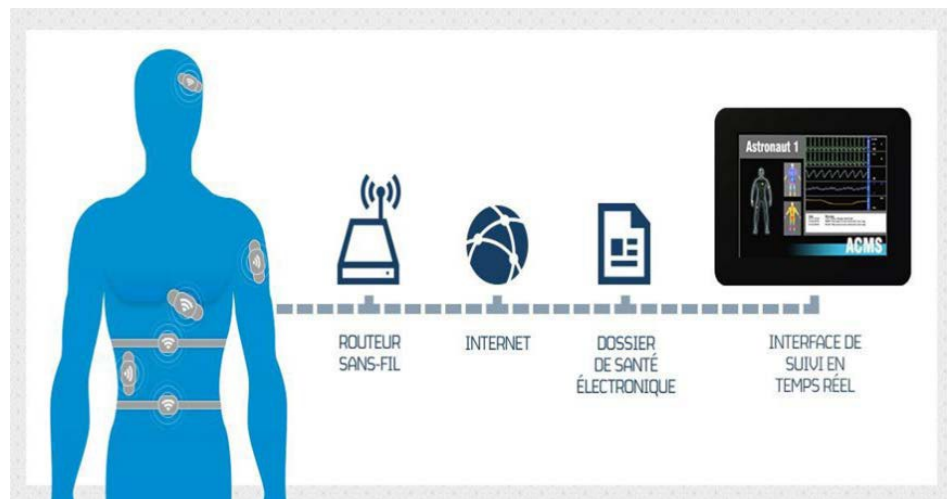 Astronaut 1
ACMS
ROUTEUR
SANS-FIL
INTERNET
DOSSIER
DE SANTÉ
ÉLECTRONIQUE
INTERFACE DE
SUIVI EN
TEMPS RÉEL